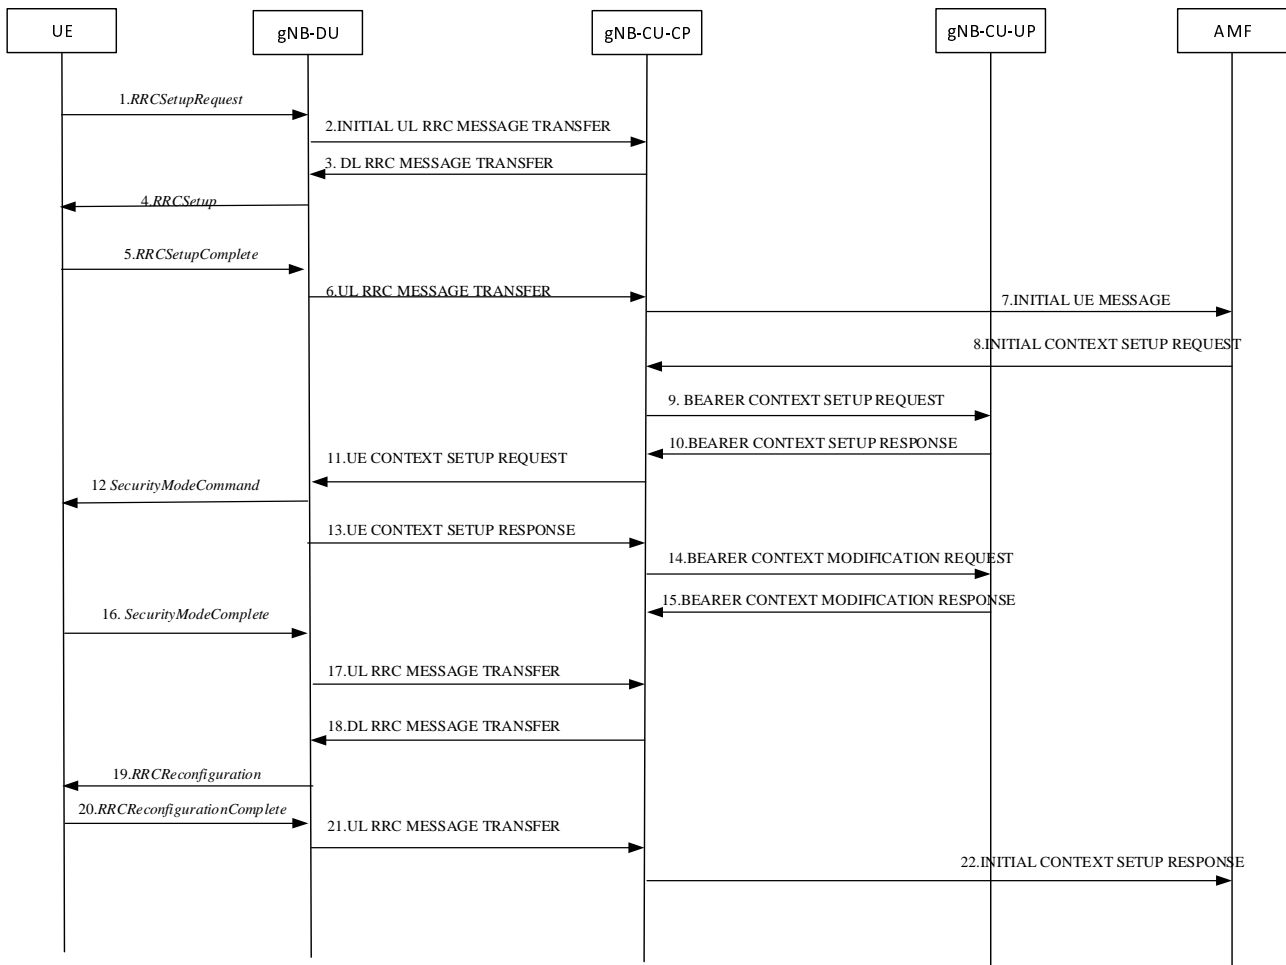 UE
gNB-DU
gNB-CU-CP
gNB-CU-UP
AMF
1.RRCSetupRequest
2.INITIAL UL RRC MESSAGE TRANSFER
3. DL RRC MESSAGE TRANSFER
4.RRCSetup
5.RRCSetupComplete
6.UL RRC MESSAGE TRANSFER
7.INITIAL UE MESSAGE
8.INITIAL CONTEXT SETUP REQUEST
9. BEARER CONTEXT SETUP REQUEST
10.BEARER CONTEXT SETUP RESPONSE
11.UE CONTEXT SETUP REQUEST
12 SecurityModeCommand
13.UE CONTEXT SETUP RESPONSE
14.BEARER CONTEXT MODIFICATION REQUEST
15.BEARER CONTEXT MODIFICATION RESPONSE
16. SecurityModeComplete
17.UL RRC MESSAGE TRANSFER
18.DL RRC MESSAGE TRANSFER
19.RRCReconfiguration
20.RRCReconfigurationComplete
21.UL RRC MESSAGE TRANSFER
22.INITIAL CONTEXT SETUP RESPONSE